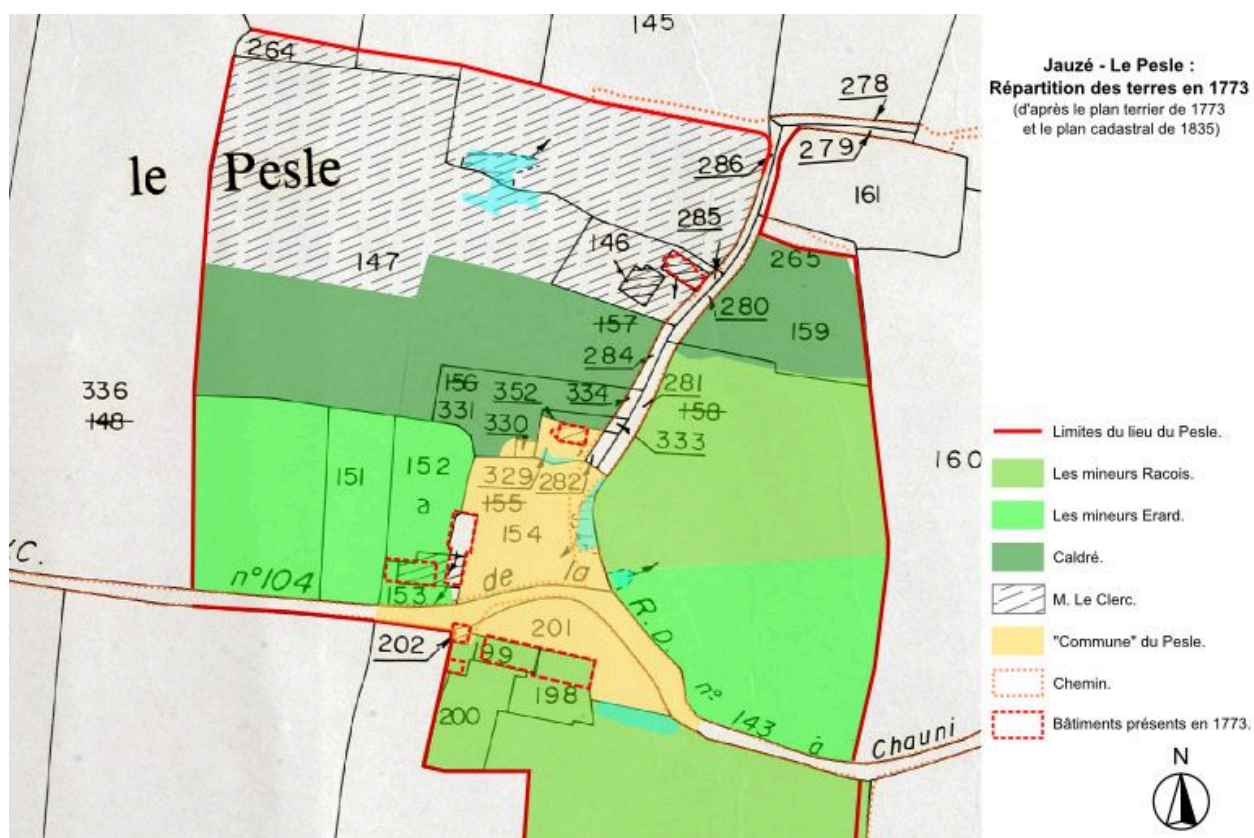 145
264
278
Jauzé - Le Pesle :
Répartition des terres en 1773
(d'après le plan terrier de 1773
et le plan cadastral de 1835)
279
286
le Pesle
161
285
146
147
265
280
157
159
284
336
148
156
352
334
281
331
158
330
333
Limites du lieu du Pesle.
160
152
151
329
282
Les mineurs Racois.
a
155
154
Les mineurs Erard.
de la
Caldré.
n°104
153
M. Le Clerc.
R.D.
201
"Commune" du Pesle.
202
199
198
Chemin.
200
n° 143 à Chauni
Bâtiments présents en 1773.
N